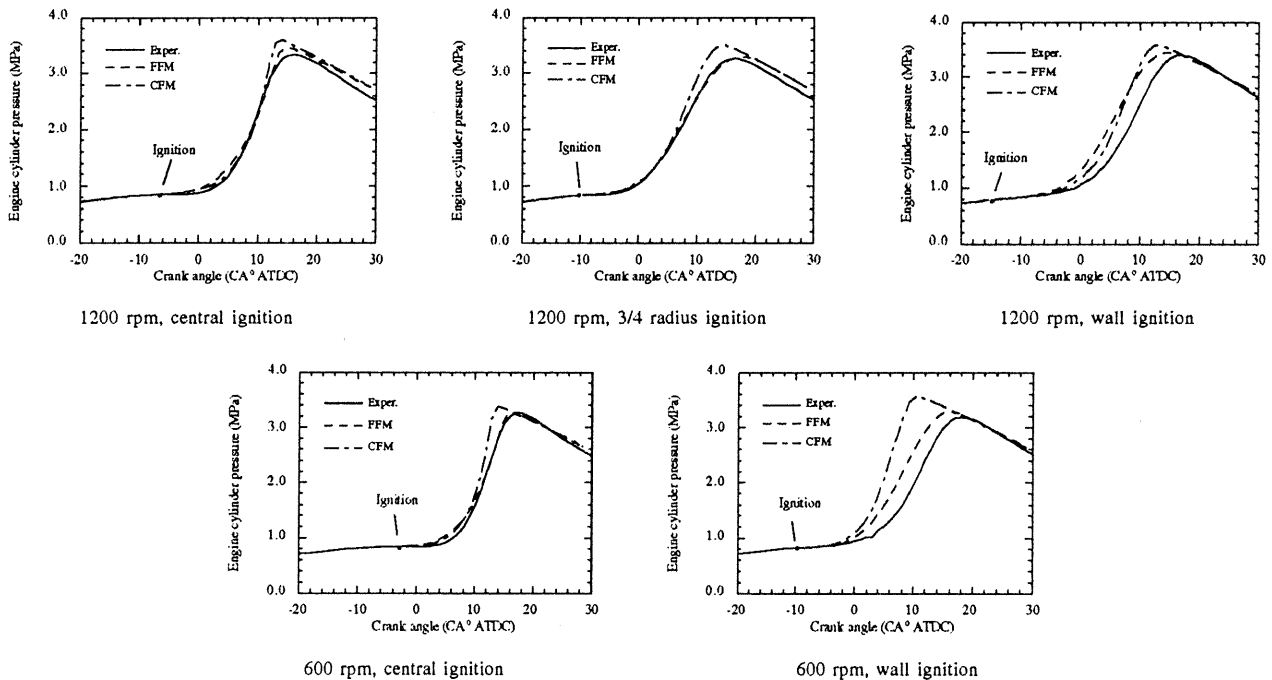 Engine cylinder pressure (MPa)
4.0
3.0
2.0
1.0
0.0
Exper.
FFM
CFM
Ignition
-20 -10 0 10 20 30
Crank angle (CA° ATDC)
1200 rpm, central ignition
Engine cylinder pressure (MPa)
4.0
3.0
2.0
1.0
0.0
Exper.
FFM
CFM
Ignition
-20 -10 0 10 20 30
Crank angle (CA° ATDC)
1200 rpm, 3/4 radius ignition
Engine cylinder pressure (MPa)
4.0
3.0
2.0
1.0
0.0
Exper.
FFM
CFM
Ignition
-20 -10 0 10 20 30
Crank angle (CA° ATDC)
1200 rpm, wall ignition
Engine cylinder pressure (MPa)
4.0
3.0
2.0
1.0
0.0
Exper.
FFM
CFM
Ignition
-20 -10 0 10 20 30
Crank angle (CA° ATDC)
600 rpm, central ignition
Engine cylinder pressure (MPa)
4.0
3.0
2.0
1.0
0.0
Exper.
FFM
CFM
Ignition
-20 -10 0 10 20 30
Crank angle (CA° ATDC)
600 rpm, wall ignition